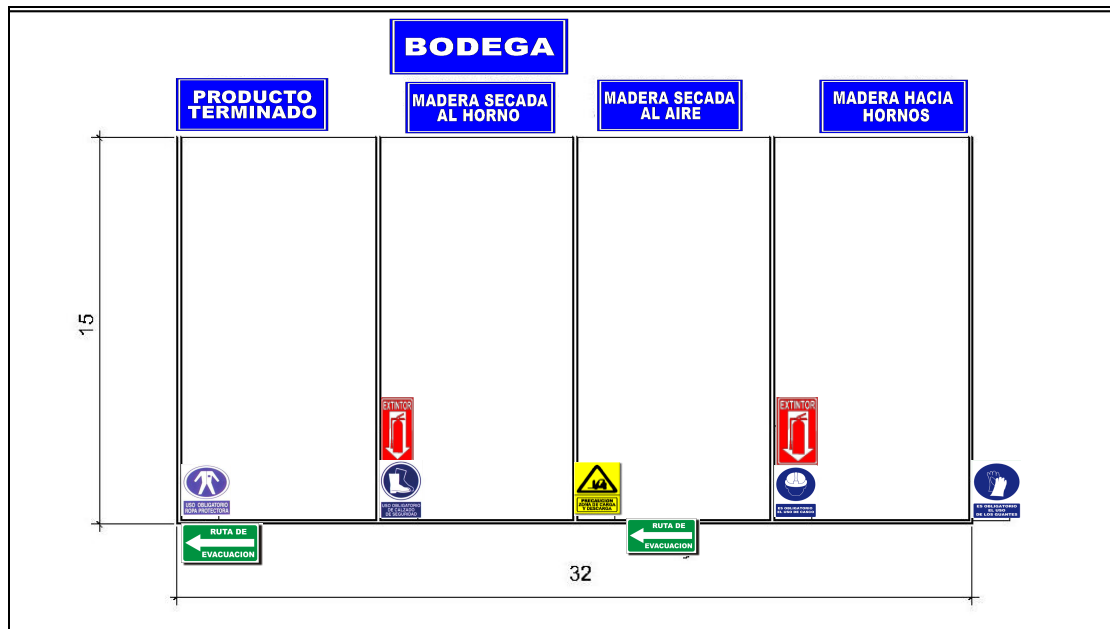 BODEGA
PRODUCTO
TERMINADO
MADERA SECADA
AL HORNO
MADERA SECADA
AL AIRE
MADERA HACIA
HORNOS
15
EXTINTOR
EXTINTOR
USO OBLIGATORIO
ROPA PROTECTORA
USO OBLIGATORIO
DE CALZADO
DE SEGURIDAD
PRECAUCION
ZONA DE CARGA
Y DESCARGA
ES OBLIGATORIO
EL USO DE CASCO
ES OBLIGATORIO
EL USO
DE LOS GUANTES
RUTA DE
EVACUACION
RUTA DE
EVACUACION
32